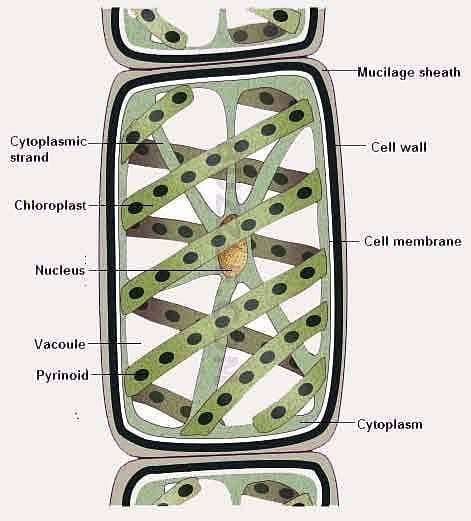 Mucilage sheath
Cytoplasmic
strand
Cell wall
Chloroplast
Cell membrane
Nucleus
Vacoule
Pyrinoid
Cytoplasm